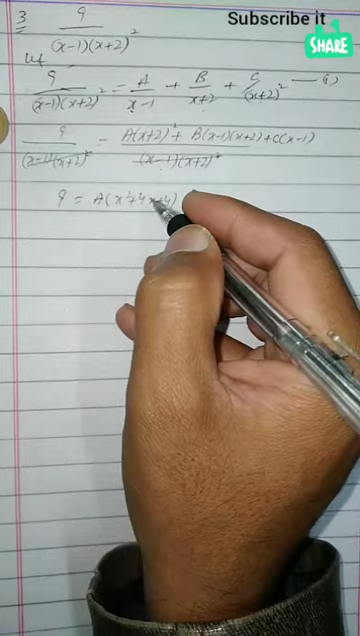 Subscribe it
SHARE
3 9/((x-1)(x+2)²)
let
9/((x-1)(x+2)²) = A/(x-1) + B/(x+2) + C/(x+2)² —
9/((x-1)(x+2)²) = (A(x+2)² + B(x-1)(x+2) + C(x-1))/((x-1)(x+2)²)
9 = A(x²+4x+4)